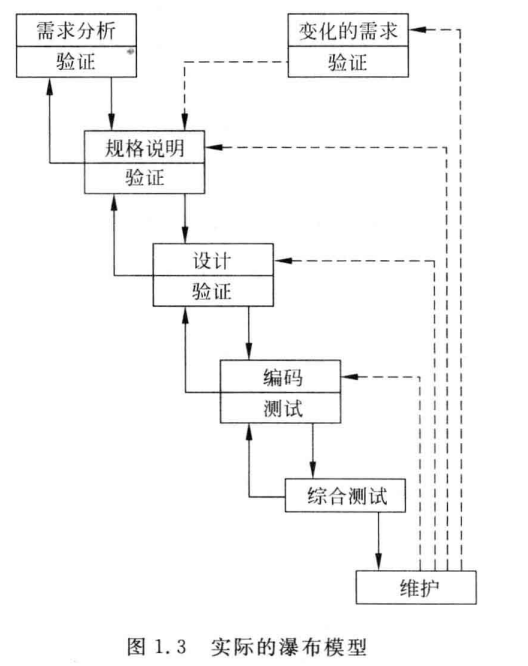 需求分析
验证
变化的需求
验证
规格说明
验证
设计
验证
编码
测试
综合测试
维护
图 1.3 实际的瀑布模型